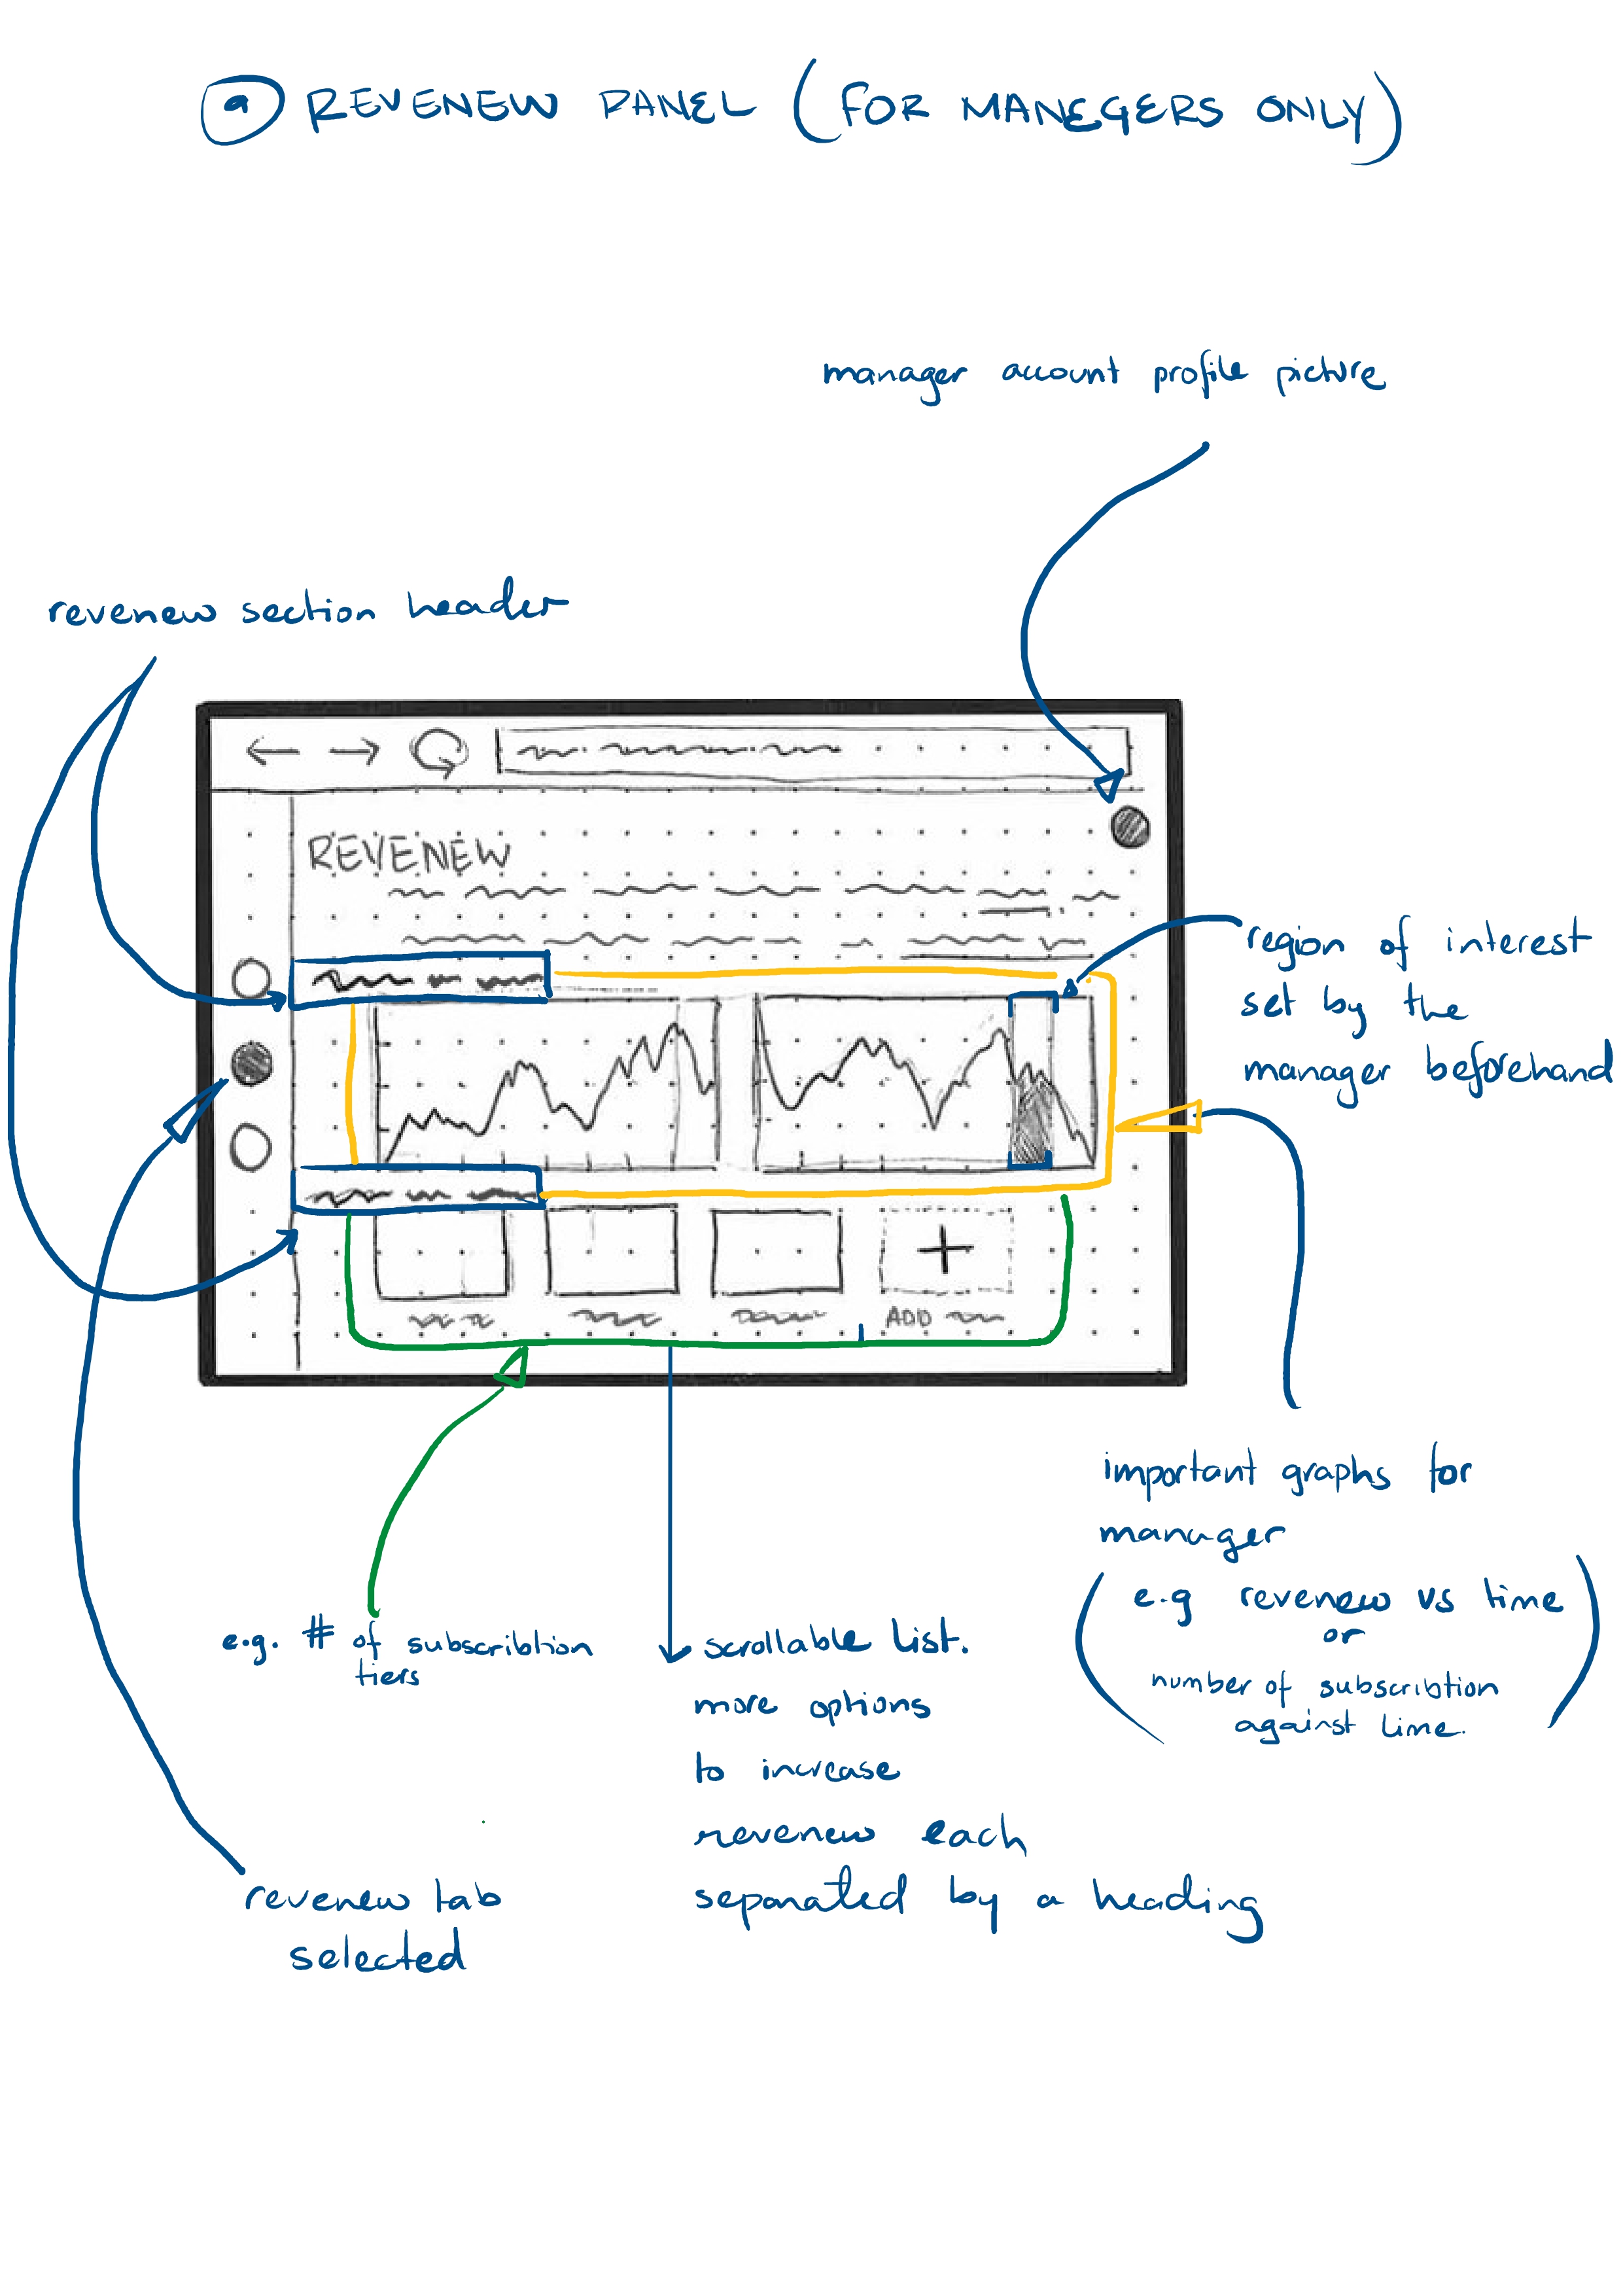 a REVENEW PANEL (FOR MANEGERS ONLY)
manager account profile picture
revenew section header
REVENEW
region of interest
set by the
manager beforehand
+
ADD
important graphs for
manager
(e.g revenew vs time
or
number of subscribtion
against time.)
e.g. # of subscribtion
tiers
scrollable list.
more options
to increase
revenew each
separated by a heading
revenew tab
selected